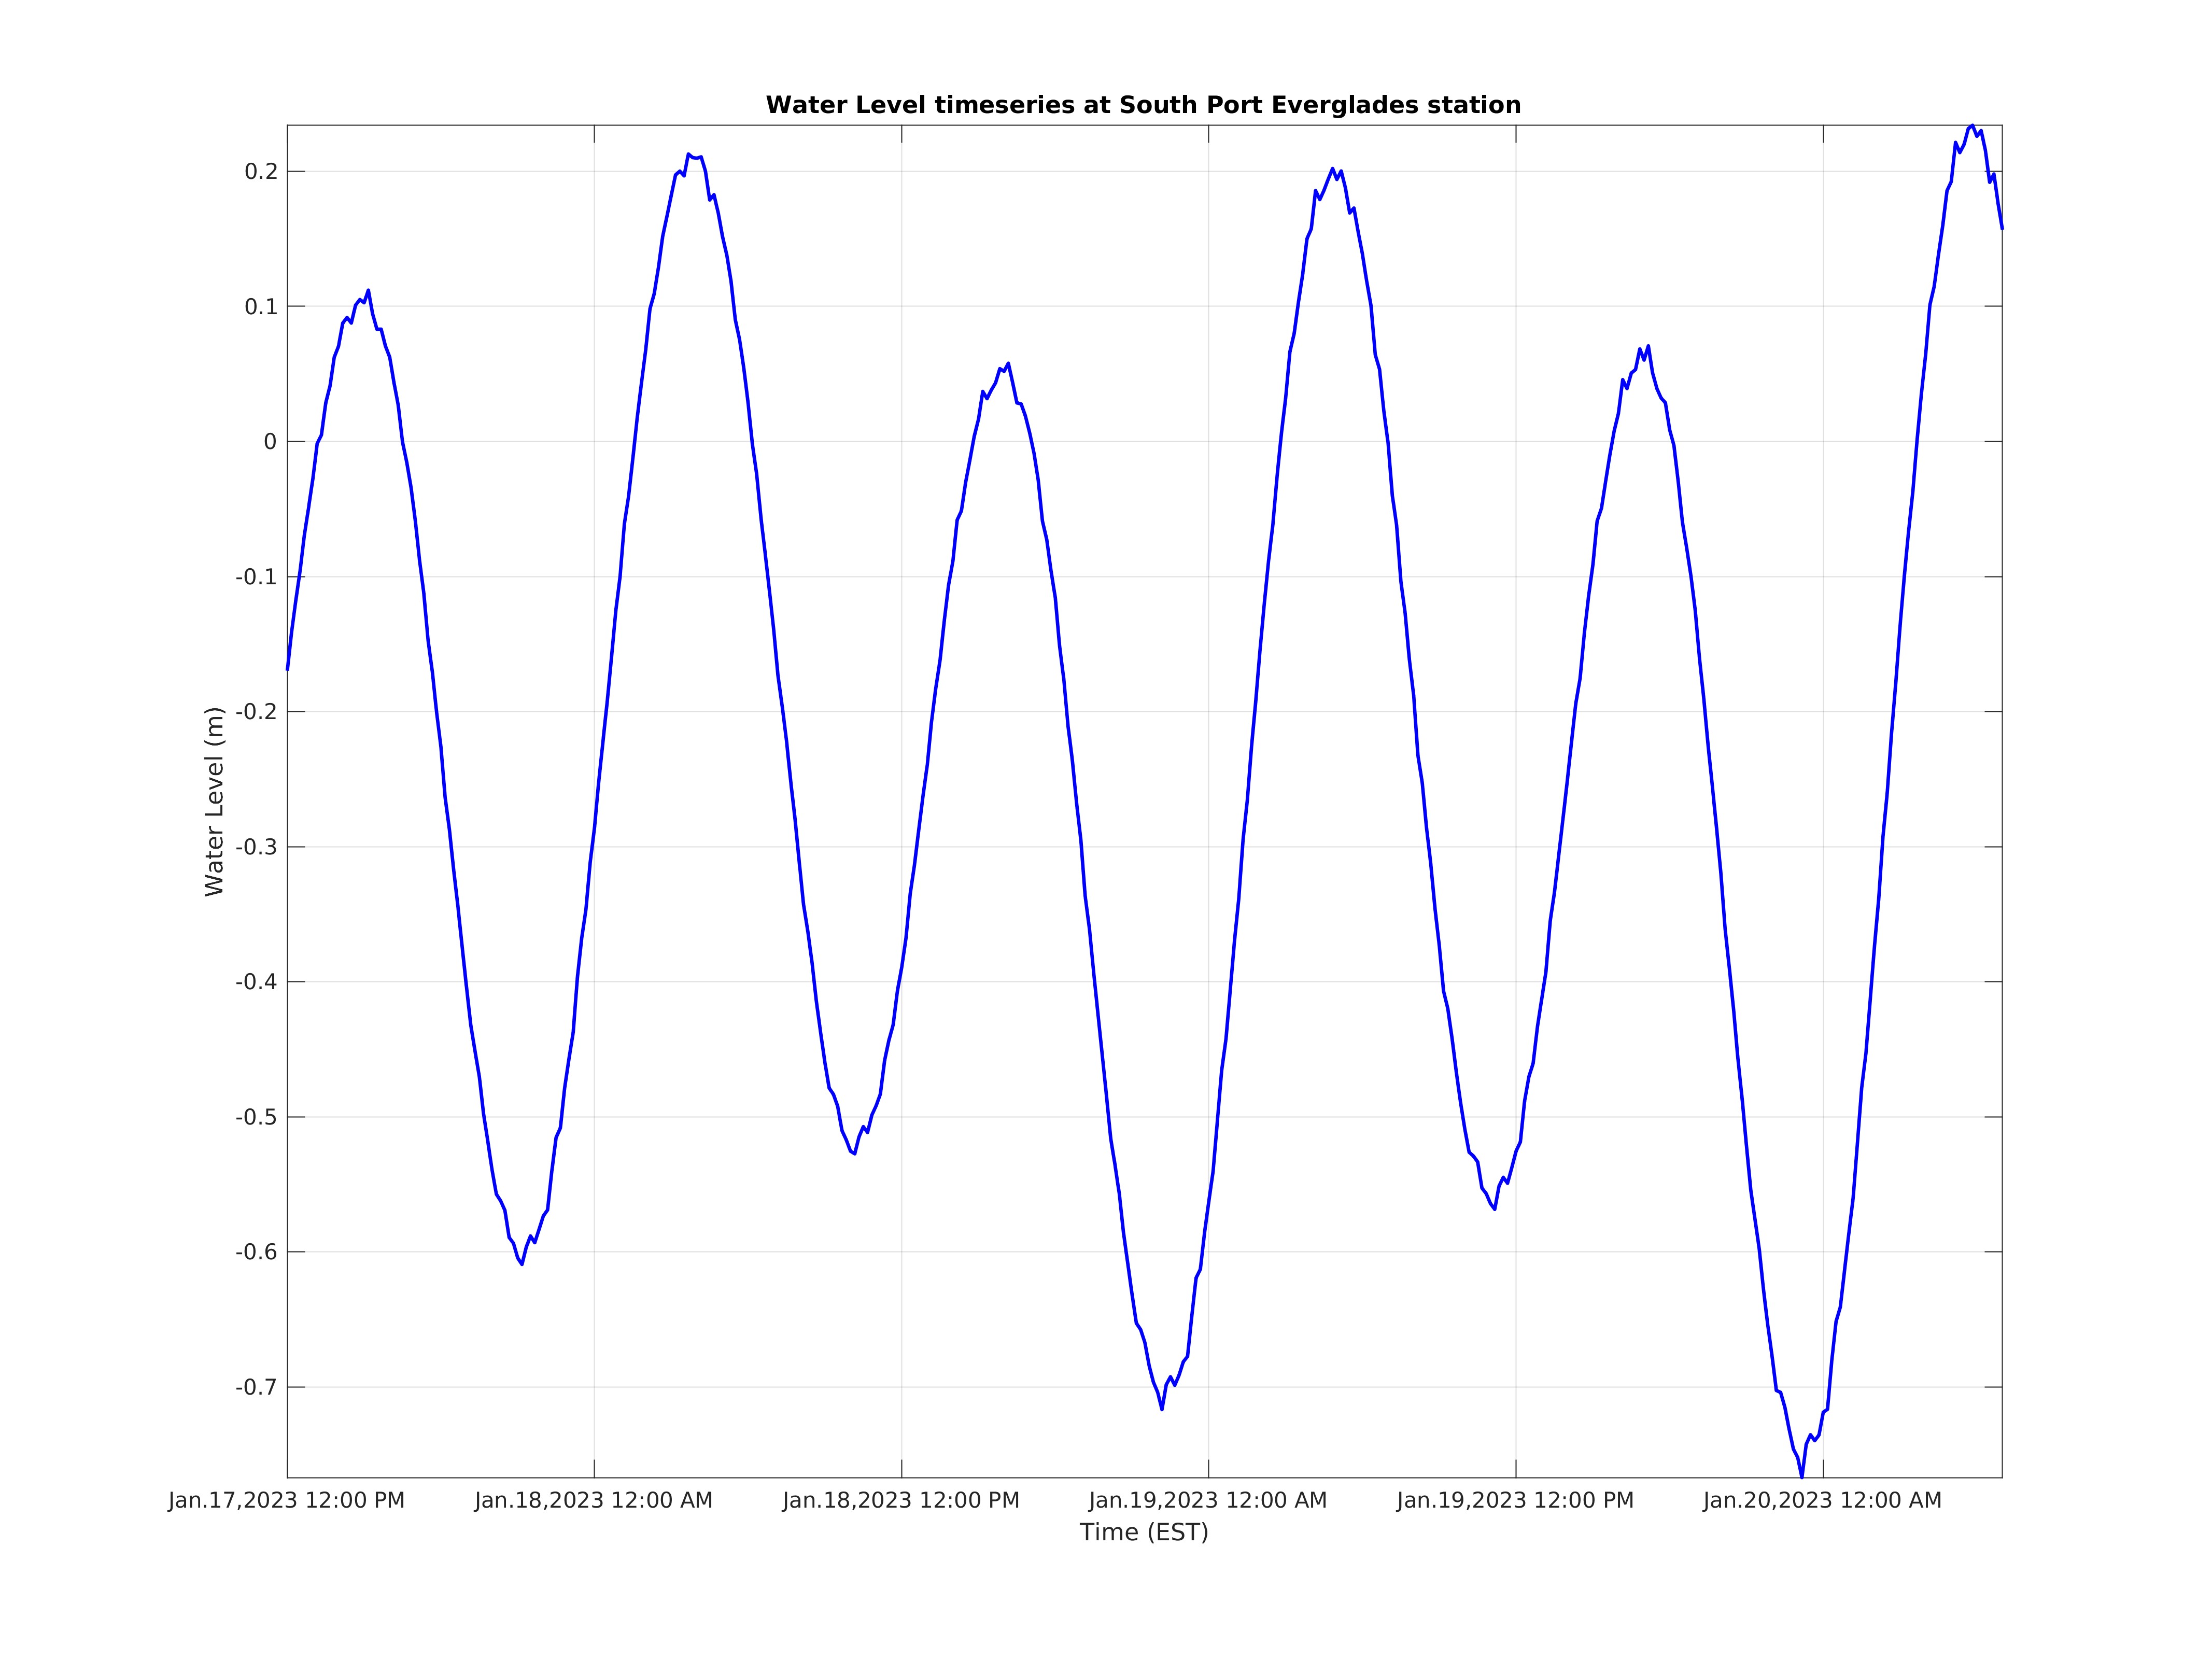 Water Level timeseries at South Port Everglades station
0.2
0.1
0
-0.1
-0.2
-0.3
-0.4
-0.5
-0.6
-0.7
Water Level (m)
Jan.17,2023 12:00 PM
Jan.18,2023 12:00 AM
Jan.18,2023 12:00 PM
Jan.19,2023 12:00 AM
Jan.19,2023 12:00 PM
Jan.20,2023 12:00 AM
Time (EST)